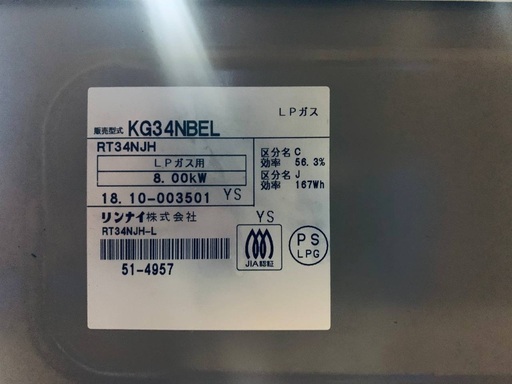 LPガス
販売型式 KG34NBEL
RT34NJH
LPガス用
8.00kW
区分名 C
効率 56.3%
区分名 J
効率 167Wh
18.10-003501 YS
リンナイ株式会社 YS
RT34NJH-L
51-4957
JIA認証
PS
LPG